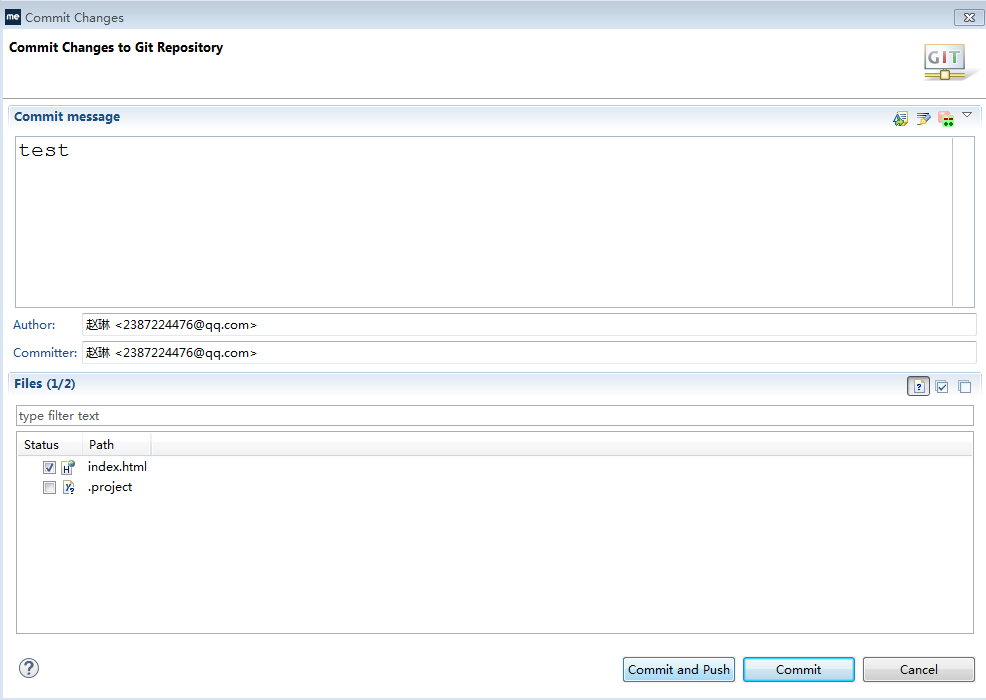 me Commit Changes
Commit Changes to Git Repository
GIT
Commit message
test
Author: 赵琳 <2387224476@qq.com>
Committer: 赵琳 <2387224476@qq.com>
Files (1/2)
type filter text
Status Path
index.html
.project
Commit and Push Commit Cancel